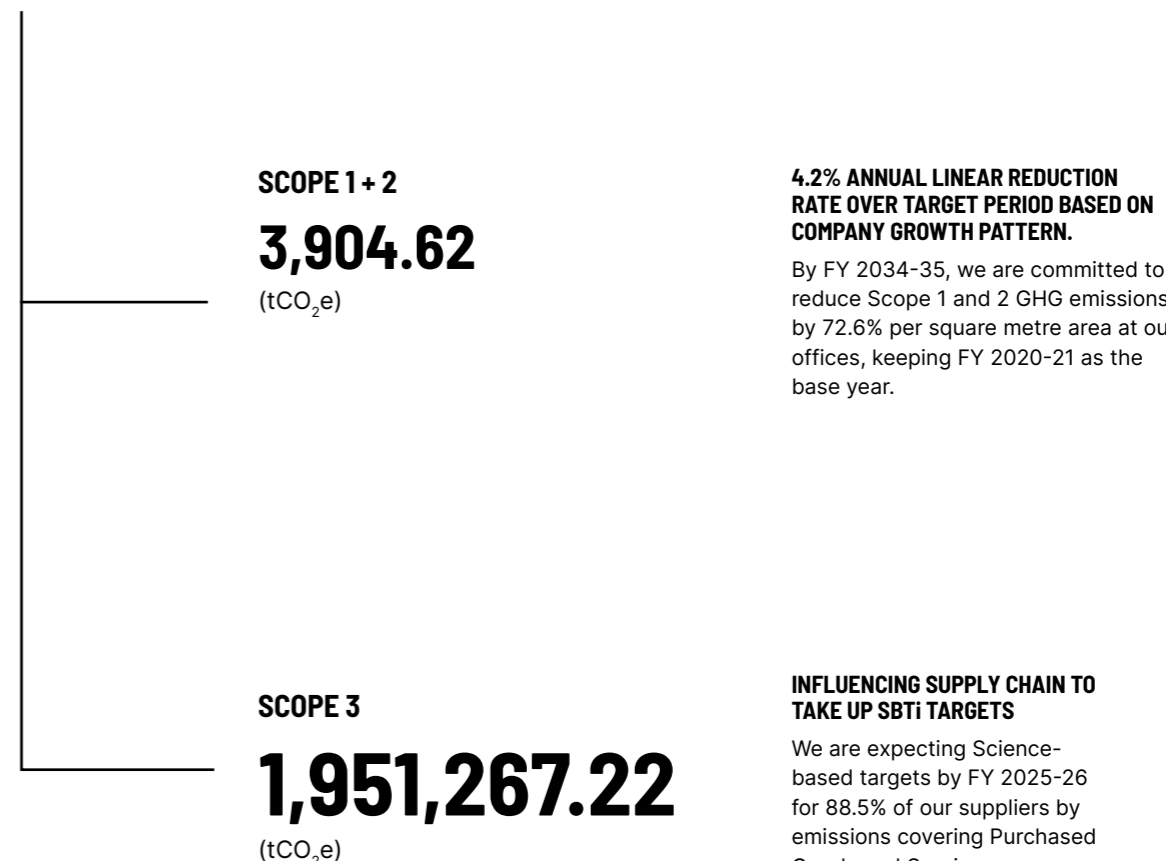 SCOPE 1 + 2
3,904.62
(tCO₂e)
4.2% ANNUAL LINEAR REDUCTION
RATE OVER TARGET PERIOD BASED ON
COMPANY GROWTH PATTERN.
By FY 2034-35, we are committed to
reduce Scope 1 and 2 GHG emissions
by 72.6% per square metre area at
offices, keeping FY 2020-21 as the
base year.
SCOPE 3
1,951,267.22
(tCO₂e)
INFLUENCING SUPPLY CHAIN TO
TAKE UP SBTi TARGETS
We are expecting Science-
based targets by FY 2025-26
for 88.5% of our suppliers by
emissions covering Purchased